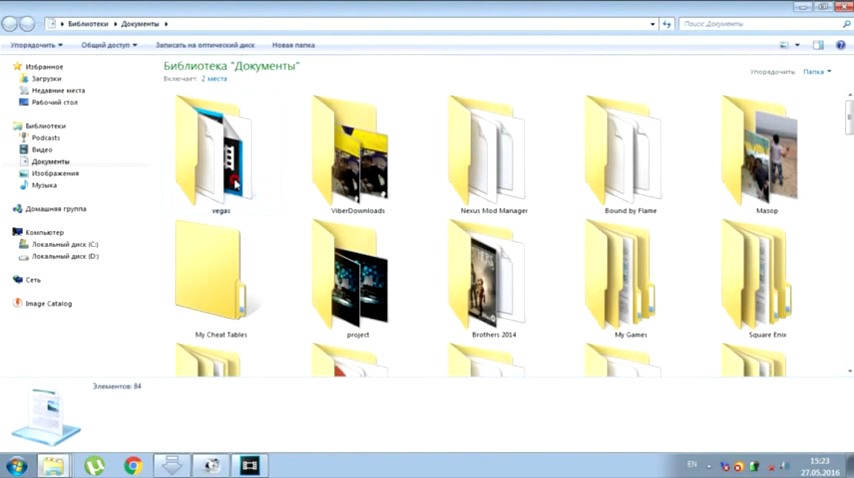 Библиотеки ▸ Документы ▸
Поиск: Документы
Упорядочить ▾ Общий доступ ▾ Записать на оптический диск Новая папка
Избранное
Загрузки
Недавние места
Рабочий стол
Библиотеки
Podcasts
Видео
Документы
Изображения
Музыка
Домашняя группа
Компьютер
Локальный диск (C:)
Локальный диск (D:)
Сеть
Image Catalog
Библиотека "Документы"
Включает: 2 места
Упорядочить: Папка ▾
vegas
ViberDownloads
Nexus Mod Manager
Bound by Flame
Масяр
My Cheat Tables
project
Brothers 2014
My Games
Square Enix
Элементов: 84
EN
15:23
27.05.2016